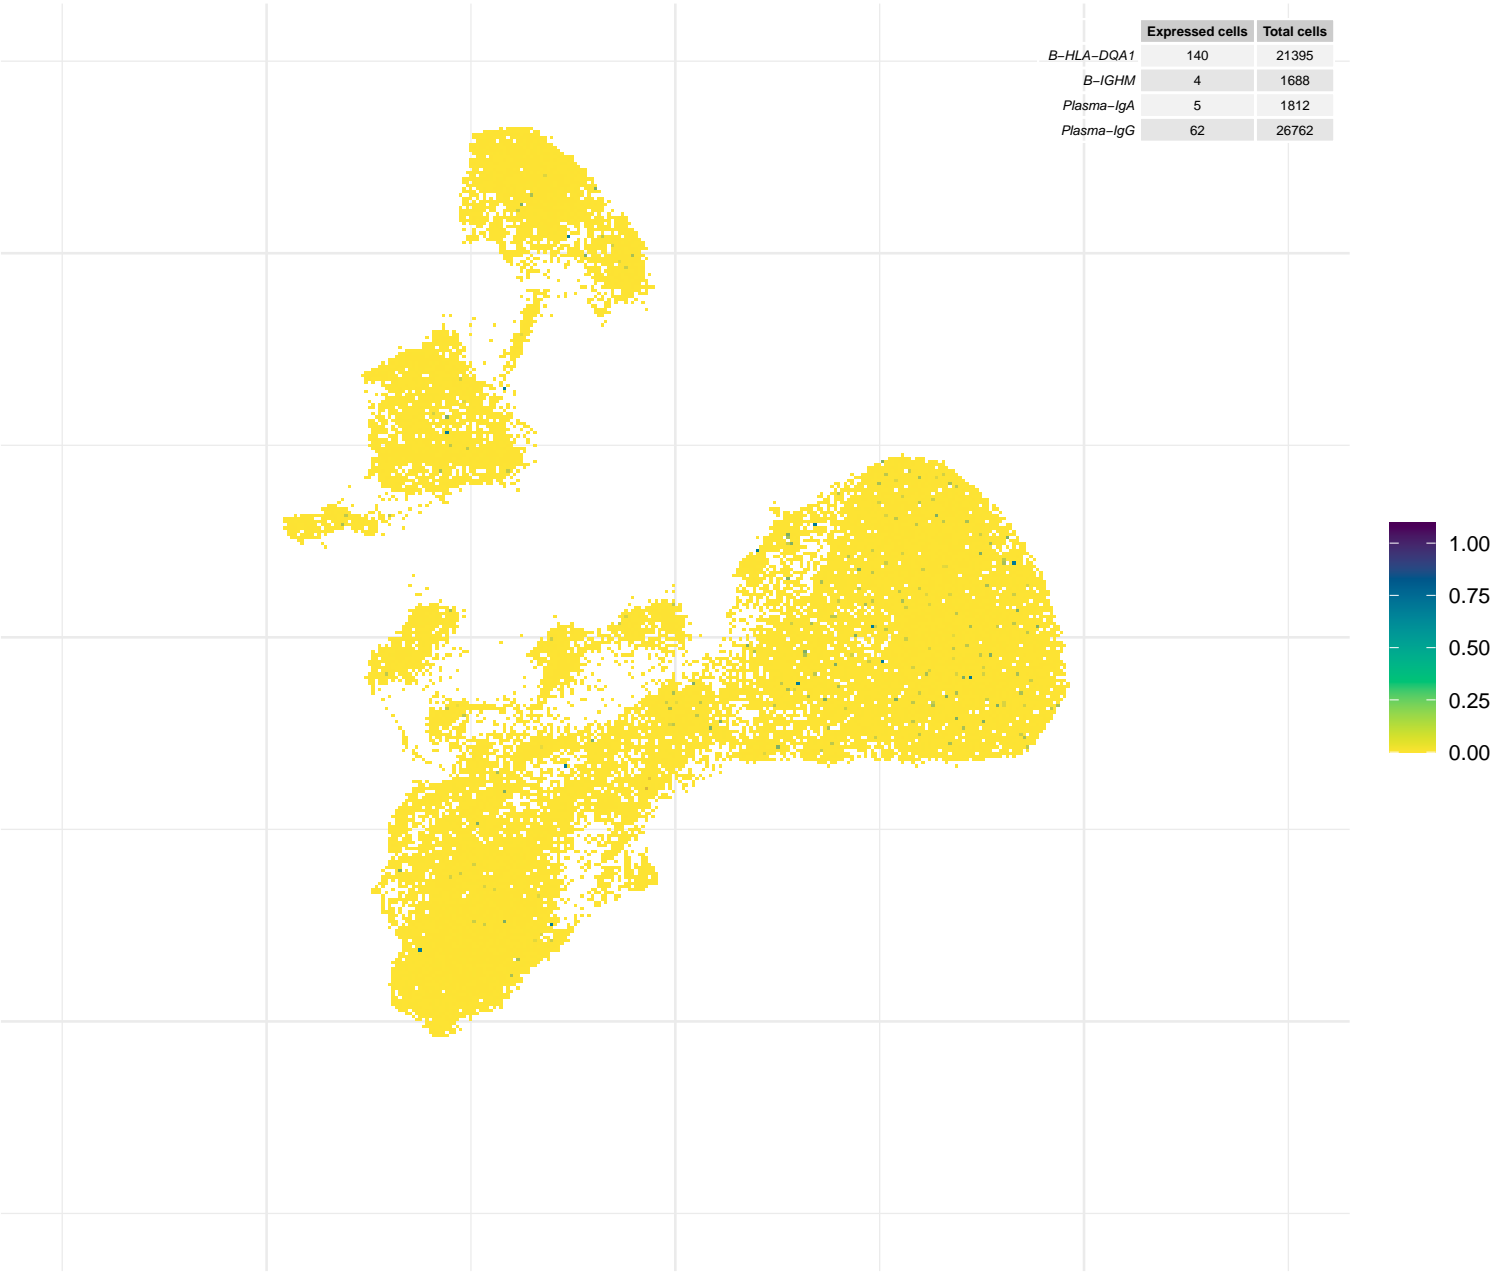 Expressed cells Total cells
B−HLA−DQA1 140 21395
B−IGHM 4 1688
Plasma−IgA 5 1812
Plasma−IgG 62 26762
1.00
0.75
0.50
0.25
0.00